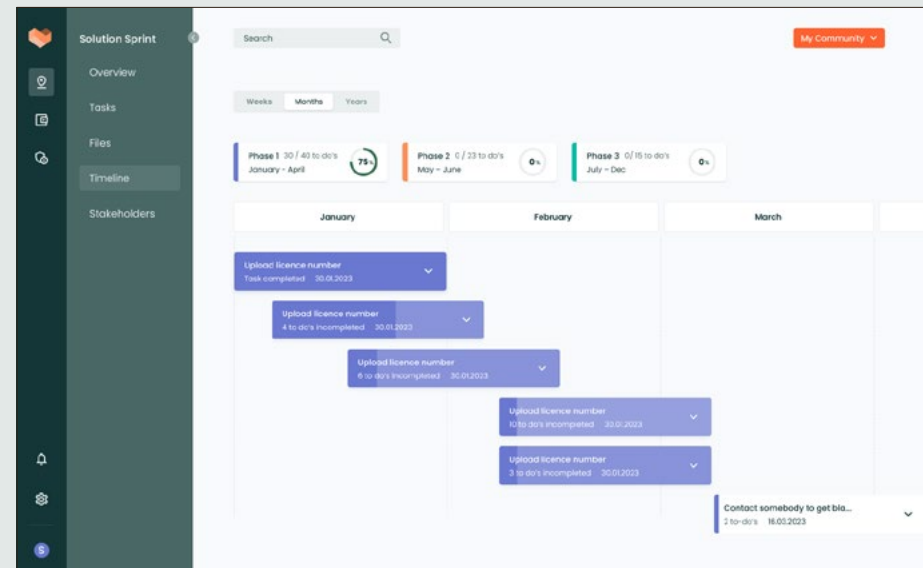 Solution Sprint
Overview
Tasks
Files
Timeline
Stakeholders
S
Search
My Community
Weeks Months Years
Phase 1 30 / 40 to do's
January - April
75%
Phase 2 0 / 23 to do's
May – June
0%
Phase 3 0/15 to do's
July – Dec
0%
January February March
Upload licence number
Task completed 30.01.2023
Upload licence number
4 to do's incompleted 30.01.2023
Upload licence number
6 to do's incompleted 30.01.2023
Upload licence number
10 to do's incompleted 30.01.2023
Upload licence number
3 to do's incompleted 30.01.2023
Contact somebody to get bla...
2 to-do's 16.03.2023